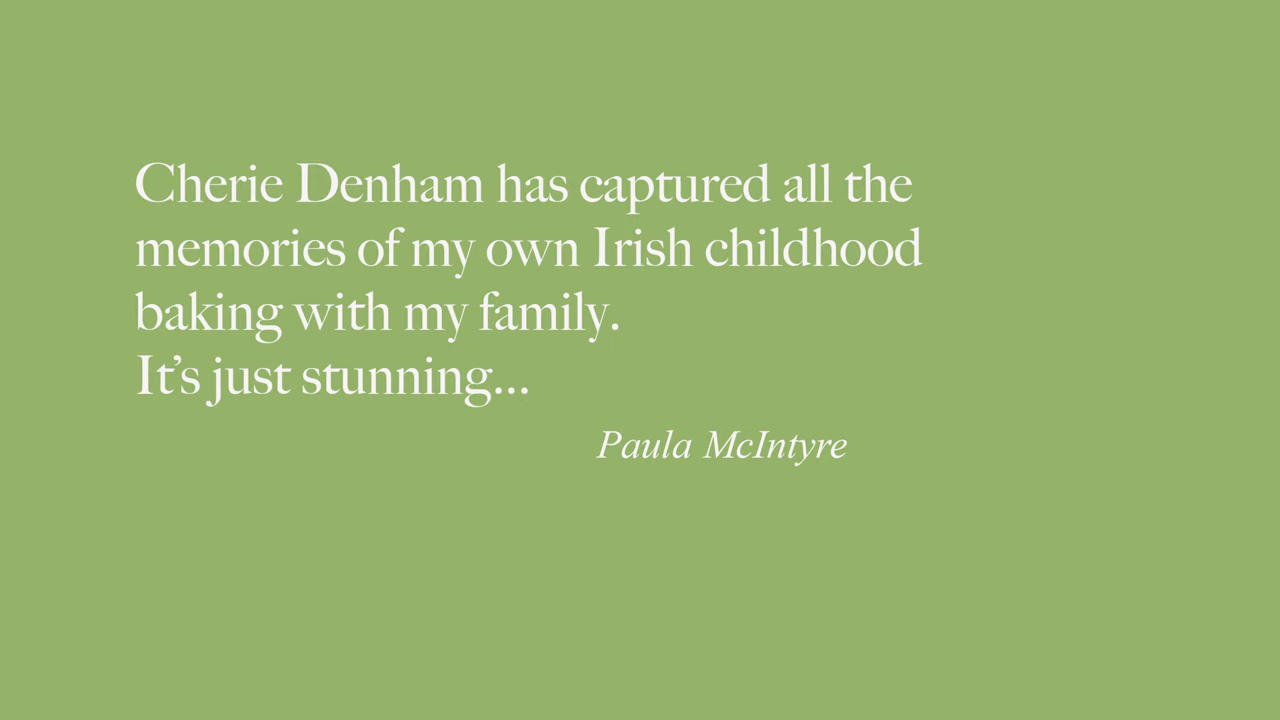 Cherie Denham has captured all the
memories of my own Irish childhood
baking with my family.
It’s just stunning...
Paula McIntyre